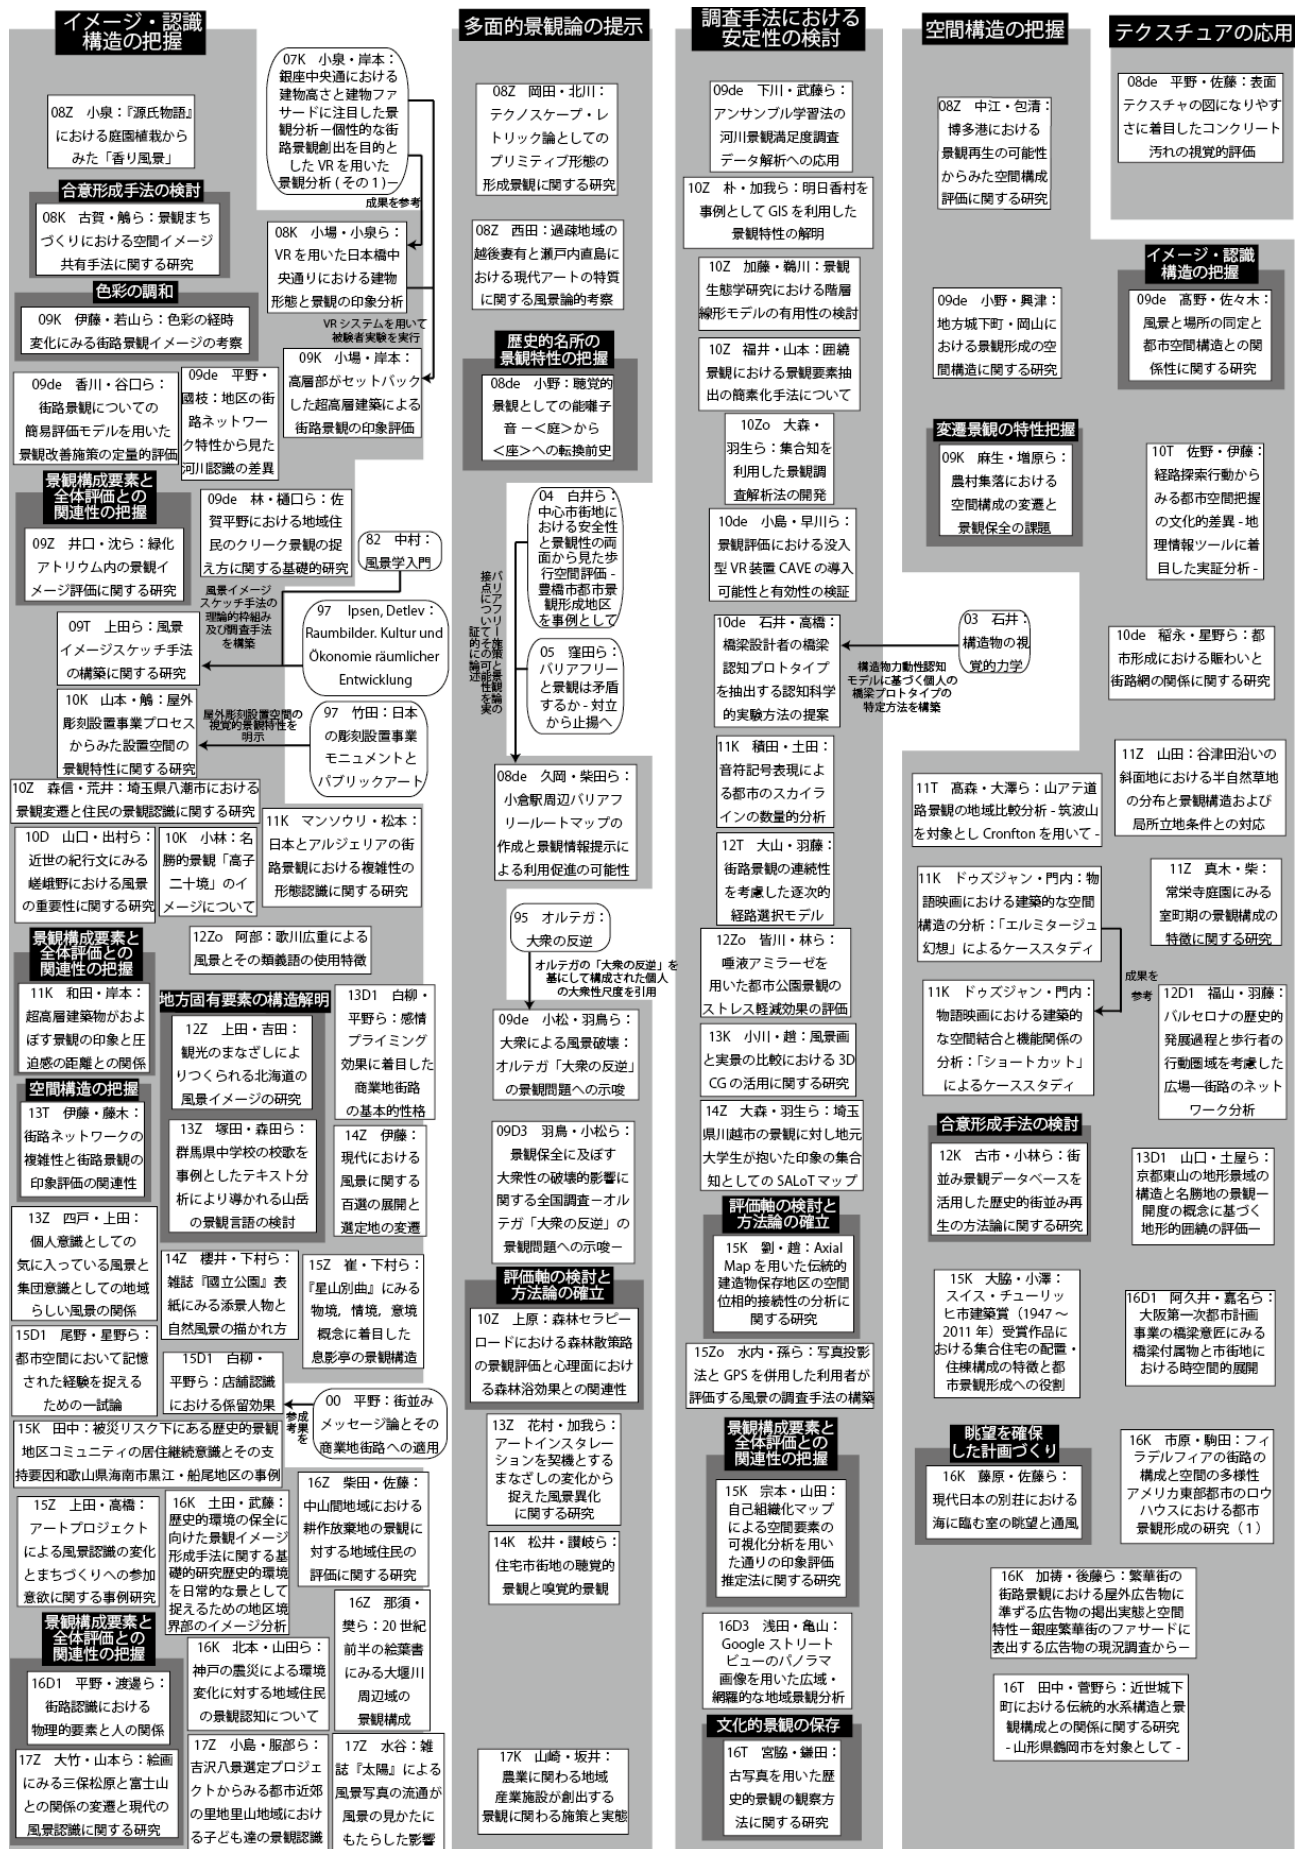 イメージ・認識
構造の把握
08Z　小泉：『源氏物語』
における庭園植栽から
みた「香り風景」
07K　小泉・岸本：
銀座中央通における
建物高さと建物ファ
サードに注目した景
観分析－個性的な街
路景観創出を目的と
した VR を用いた
景観分析 ( その 1 )－
成果を参考
合意形成手法の検討
08K　古賀・鵤ら：景観まち
づくりにおける空間イメージ
共有手法に関する研究
08K　小場・小泉ら：
VR を用いた日本橋中
央通りにおける建物
形態と景観の印象分析
色彩の調和
09K　伊藤・若山ら：色彩の経時
変化にみる街路景観イメージの考察
VR システムを用いて
被験者実験を実行
09K　小場・岸本：
高層部がセットバック
した超高層建築による
街路景観の印象評価
09de　香川・谷口ら：
街路景観についての
簡易評価モデルを用いた
景観改善施策の定量的評価
09de　平野・
國枝：地区の街
路ネットワー
ク特性から見た
河川認識の差異
景観構成要素と
全体評価との
関連性の把握
09Z　井口・沈ら：緑化
アトリウム内の景観イ
メージ評価に関する研究
09de　林・樋口ら：佐
賀平野における地域住
民のクリーク景観の捉
え方に関する基礎的研究
82　中村：
風景学入門
風景イメージ
スケッチ手法の
理論的枠組み
及び調査手法
を構築
09T　上田ら：風景
イメージスケッチ手法
の構築に関する研究
97　Ipsen, Detlev：
Raumbilder. Kultur und
Ökonomie räumlicher
Entwicklung
10K　山本・鵤：屋外
彫刻設置事業プロセス
からみた設置空間の
景観特性に関する研究
屋外彫刻設置空間の
視覚的景観特性を
明示
97　竹田：日本
の彫刻設置事業
モニュメントと
パブリックアート
10Z　森信・荒井：埼玉県八潮市における
景観変遷と住民の景観認識に関する研究
10D　山口・出村ら：
近世の紀行文にみる
嵯峨野における風景
の重要性に関する研究
10K　小林：名
勝的景観「高子
二十境」のイ
メージについて
11K　マンソウリ・松本：
日本とアルジェリアの街
路景観における複雑性の
形態認識に関する研究
12Zo　阿部：歌川広重による
風景とその類義語の使用特徴
景観構成要素と
全体評価との
関連性の把握
11K　和田・岸本：
超高層建築物がおよ
ぼす景観の印象と圧
迫感の距離との関係
地方固有要素の構造解明
12Z　上田・吉田：
観光のまなざしによ
りつくられる北海道の
風景イメージの研究
13Z　塚田・森田ら：
群馬県中学校の校歌を
事例としたテキスト分
析により導かれる山岳
の景観言語の検討
13D1　白柳・
平野ら：感情
プライミング
効果に着目した
商業地街路
の基本的性格
空間構造の把握
13T　伊藤・藤木：
街路ネットワークの
複雑性と街路景観の
印象評価の関連性
14Z　伊藤：
現代における
風景に関する
百選の展開と
選定地の変遷
13Z　四戸・上田：
個人意識としての
気に入っている風景と
集団意識としての地域
らしい風景の関係
14Z　櫻井・下村ら：
雑誌『國立公園』表
紙にみる添景人物と
自然風景の描かれ方
15Z　崔・下村ら：
『星山別曲』にみる
物境，情境，意境
概念に着目した
息影亭の景観構造
15D1　尾野・星野ら：
都市空間において記憶
された経験を捉える
ための一試論
15D1　白柳・
平野ら：店舗認識
における係留効果
成果を
参考
00　平野：街並み
メッセージ論とその
商業地街路への適用
15K　田中：被災リスク下にある歴史的景観
地区コミュニティの居住継続意識とその支
持要因和歌山県海南市黒江・船尾地区の事例
15Z　上田・高橋：
アートプロジェクト
による風景認識の変化
とまちづくりへの参加
意欲に関する事例研究
16K　土田・武藤：
歴史的環境の保全に
向けた景観イメージ
形成手法に関する基
礎的研究歴史的環境
を日常的な景として
捉えるための地区境
界部のイメージ分析
16Z　柴田・佐藤：
中山間地域における
耕作放棄地の景観に
対する地域住民の
評価に関する研究
景観構成要素と
全体評価との
関連性の把握
16D1　平野・渡邊ら：
街路認識における
物理的要素と人の関係
16K　北本・山田ら：
神戸の震災による環境
変化に対する地域住民
の景観認知について
16Z　那須・
樊ら：20 世紀
前半の絵葉書
にみる大堰川
周辺域の
景観構成
17Z　大竹・山本ら：絵画
にみる三保松原と富士山
との関係の変遷と現代の
風景認識に関する研究
17Z　小島・服部ら：
吉沢八景選定プロジェ
クトからみる都市近郊
の里地里山地域におけ
る子ども達の景観認識
17Z　水谷：雑
誌『太陽』による
風景写真の流通が
風景の見かたに
もたらした影響
多面的景観論の提示
08Z　岡田・北川：
テクノスケープ・レ
トリック論としての
プリミティブ形態の
形成景観に関する研究
08Z　西田：過疎地域の
越後妻有と瀬戸内直島に
おける現代アートの特質
に関する風景論的考察
歴史的名所の
景観特性の把握
08de　小野：聴覚的
景観としての能囃子
音 －＜庭＞から
＜座＞への転換前史
04　白井ら：
中心市街地に
おける安全性
と景観性の両
面から見た歩
行空間評価 -
豊橋市都市景
観形成地区
を事例として
05　窪田ら：
バリアフリー
と景観は矛盾
するか - 対立
から止揚へ
バリアフリー施策と景観論の
接点についてその可能性を実
証的に論述
08de　久岡・柴田ら：
小倉駅周辺バリアフ
リールートマップの
作成と景観情報提示に
よる利用促進の可能性
95　オルテガ：
大衆の反逆
オルテガの「大衆の反逆」を
基にして構成された個人
の大衆性尺度を引用
09de　小松・羽鳥ら：
大衆による風景破壊：
オルテガ「大衆の反逆」
の景観問題への示唆
09D3　羽鳥・小松ら：
景観保全に及ぼす
大衆性の破壊的影響に
関する全国調査－オル
テガ「大衆の反逆」の
景観問題への示唆－
評価軸の検討と
方法論の確立
10Z　上原：森林セラピー
ロードにおける森林散策路
の景観評価と心理面におけ
る森林浴効果との関連性
13Z　花村・加我ら：
アートインスタレー
ションを契機とする
まなざしの変化から
捉えた風景異化
に関する研究
14K　松井・讃岐ら：
住宅市街地の聴覚的
景観と嗅覚的景観
17K　山崎・坂井：
農業に関わる地域
産業施設が創出する
景観に関わる施策と実態
調査手法における
安定性の検討
09de　下川・武藤ら：
アンサンブル学習法の
河川景観満足度調査
データ解析への応用
10Z　朴・加我ら：明日香村を
事例として GIS を利用した
景観特性の解明
10Z　加藤・鵜川：景観
生態学研究における階層
線形モデルの有用性の検討
10Z　福井・山本：囲繞
景観における景観要素抽
出の簡素化手法について
10Zo　大森・
羽生ら：集合知を
利用した景観調
査解析法の開発
10de　小島・早川ら：
景観評価における没入
型 VR 装置 CAVE の導入
可能性と有効性の検証
10de　石井・高橋：
橋梁設計者の橋梁
認知プロトタイプ
を抽出する認知科学
的実験方法の提案
03　石井：
構造物の視
覚的力学
構造物力動性認知
モデルに基づく個人の
橋梁プロトタイプの
特定方法を構築
11K　積田・土田：
音符記号表現によ
る都市のスカイラ
インの数量的分析
12T　大山・羽藤：
街路景観の連続性
を考慮した逐次的
経路選択モデル
12Zo　皆川・林ら：
唾液アミラーゼを
用いた都市公園景観の
ストレス軽減効果の評価
13K　小川・趙：風景画
と実景の比較における 3D
CG の活用に関する研究
14Z　大森・羽生ら：埼玉
県川越市の景観に対し地元
大学生が抱いた印象の集合
知としての SALoT マップ
評価軸の検討と
方法論の確立
15K　劉・趙：Axial
Map を用いた伝統的
建造物保存地区の空間
位相的接続性の分析に
関する研究
15Zo　水内・孫ら：写真投影
法と GPS を併用した利用者が
評価する風景の調査手法の構築
景観構成要素と
全体評価との
関連性の把握
15K　宗本・山田：
自己組織化マップ
による空間要素の
可視化分析を用い
た通りの印象評価
推定法に関する研究
16D3　浅田・亀山：
Google ストリート
ビューのパノラマ
画像を用いた広域・
網羅的な地域景観分析
文化的景観の保存
16T　宮脇・鎌田：
古写真を用いた歴
史的景観の観察方
法に関する研究
空間構造の把握
08Z　中江・包清：
博多港における
景観再生の可能性
からみた空間構成
評価に関する研究
09de　小野・興津：
地方城下町・岡山に
おける景観形成の空
間構造に関する研究
変遷景観の特性把握
09K　麻生・増原ら：
農村集落における
空間構成の変遷と
景観保全の課題
11T　髙森・大澤ら：山アテ道
路景観の地域比較分析 - 筑波山
を対象とし Cronfton を用いて -
11K　ドゥズジャン・門内：物
語映画における建築的な空間
構造の分析：「エルミタージュ
幻想」によるケーススタディ
成果を
参考
11K　ドゥズジャン・門内：
物語映画における建築的
な空間結合と機能関係の
分析：「ショートカット」
によるケーススタディ
合意形成手法の検討
12K　古市・小林ら：街
並み景観データベースを
活用した歴史的街並み再
生の方法論に関する研究
15K　大脇・小澤：
スイス・チューリッ
ヒ市建築賞（1947 ～
2011 年）受賞作品に
おける集合住宅の配置・
住棟構成の特徴と都
市景観形成への役割
眺望を確保
した計画づくり
16K　藤原・佐藤ら：
現代日本の別荘における
海に臨む室の眺望と通風
16K　加祷・後藤ら：繁華街の
街路景観における屋外広告物に
準ずる広告物の掲出実態と空間
特性－銀座繁華街のファサードに
表出する広告物の現況調査から－
16T　田中・菅野ら：近世城下
町における伝統的水系構造と景
観構成との関係に関する研究
- 山形県鶴岡市を対象として -
テクスチュアの応用
08de　平野・佐藤：表面
テクスチャの図になりやす
さに着目したコンクリート
汚れの視覚的評価
イメージ・認識
構造の把握
09de　髙野・佐々木：
風景と場所の同定と
都市空間構造との関
係性に関する研究
10T　佐野・伊藤：
経路探索行動から
みる都市空間把握
の文化的差異 - 地
理情報ツールに着
目した実証分析 -
10de　稲永・星野ら：都
市形成における賑わいと
街路網の関係に関する研究
11Z　山田：谷津田沿いの
斜面地における半自然草地
の分布と景観構造および
局所立地条件との対応
11Z　真木・柴：
常栄寺庭園にみる
室町期の景観構成の
特徴に関する研究
12D1　福山・羽藤：
バルセロナの歴史的
発展過程と歩行者の
行動圏域を考慮した
広場―街路のネット
ワーク分析
13D1　山口・土屋ら：
京都東山の地形景域の
構造と名勝地の景観―
開度の概念に基づく
地形的囲繞の評価―
16D1　阿久井・嘉名ら：
大阪第一次都市計画
事業の橋梁意匠にみる
橋梁付属物と市街地に
おける時空間的展開
16K　市原・駒田：フィ
ラデルフィアの街路の
構成と空間の多様性
アメリカ東部都市のロウ
ハウスにおける都市
景観形成の研究（1）